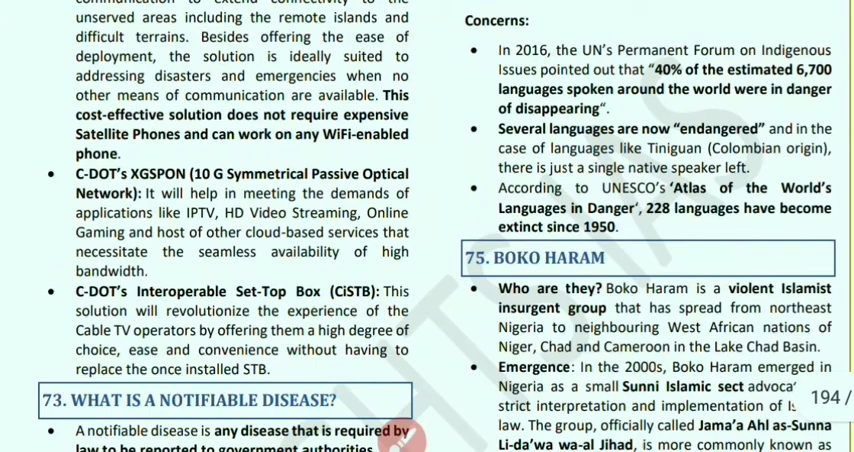 communication to extend connectivity to the
unserved areas including the remote islands and
difficult terrains. Besides offering the ease of
deployment, the solution is ideally suited to
addressing disasters and emergencies when no
other means of communication are available. This
cost-effective solution does not require expensive
Satellite Phones and can work on any WiFi-enabled
phone.
• C-DOT’s XGSPON (10 G Symmetrical Passive Optical
Network): It will help in meeting the demands of
applications like IPTV, HD Video Streaming, Online
Gaming and host of other cloud-based services that
necessitate the seamless availability of high
bandwidth.
• C-DOT’s Interoperable Set-Top Box (CiSTB): This
solution will revolutionize the experience of the
Cable TV operators by offering them a high degree of
choice, ease and convenience without having to
replace the once installed STB.
73. WHAT IS A NOTIFIABLE DISEASE?
• A notifiable disease is any disease that is required by
law to be reported to government authorities.
Concerns:
• In 2016, the UN’s Permanent Forum on Indigenous
Issues pointed out that “40% of the estimated 6,700
languages spoken around the world were in danger
of disappearing“.
• Several languages are now “endangered” and in the
case of languages like Tiniguan (Colombian origin),
there is just a single native speaker left.
• According to UNESCO’s ‘Atlas of the World’s
Languages in Danger‘, 228 languages have become
extinct since 1950.
75. BOKO HARAM
• Who are they? Boko Haram is a violent Islamist
insurgent group that has spread from northeast
Nigeria to neighbouring West African nations of
Niger, Chad and Cameroon in the Lake Chad Basin.
• Emergence: In the 2000s, Boko Haram emerged in
Nigeria as a small Sunni Islamic sect
strict interpretation and implementation of
law. The group, officially called Jama’a Ahl as-Sunna
Li-da’wa wa-al Jihad, is more commonly known as
194 /